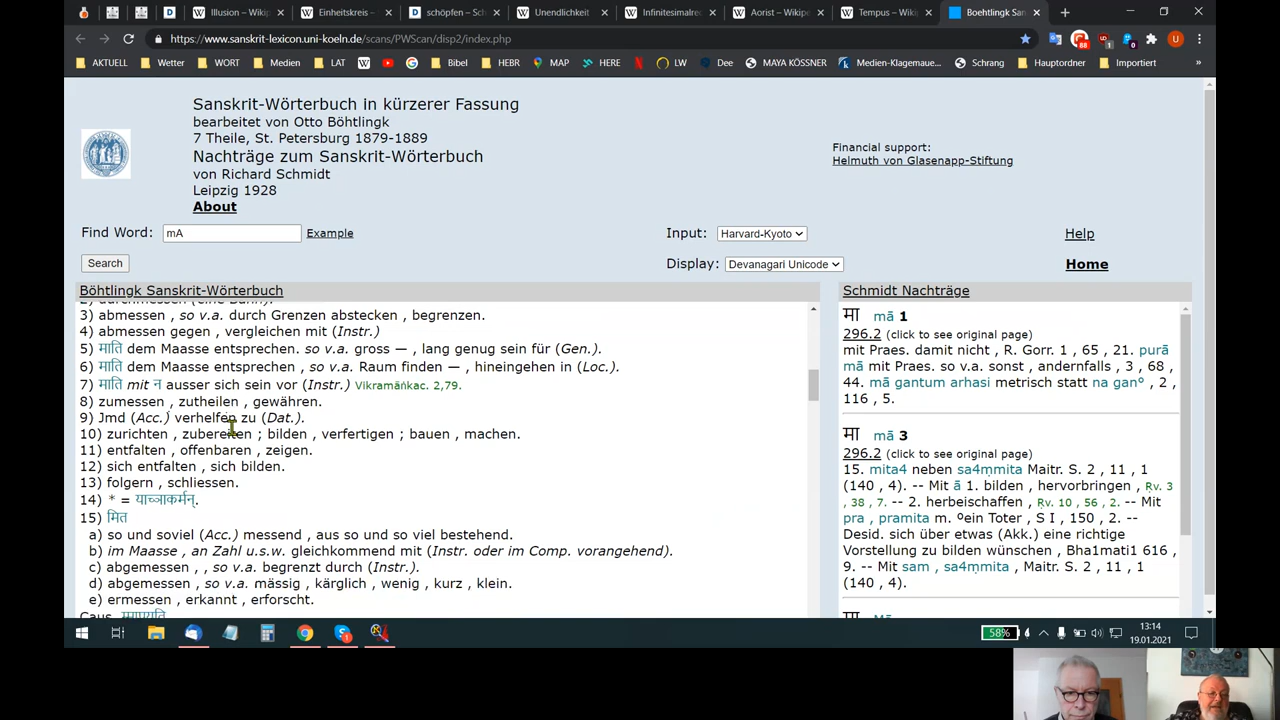 Illusion – Wikip
Einheitskreis –
schöpfen – Sch
Unendlichkeit
Infinitesimalre
Aorist – Wikip
Tempus – Wiki
Boehtlingk San
https://www.sanskrit-lexicon.uni-koeln.de/scans/PWScan/disp2/index.php
AKTUELL
Wetter
WORT
Medien
LAT
Bibel
HEBR
MAP
HERE
LW
Dee
MAYA KÖSSNER
Medien-Klagemaue...
Schrang
Hauptordner
Importiert
Sanskrit-Wörterbuch in kürzerer Fassung
bearbeitet von Otto Böhtlingk
7 Theile, St. Petersburg 1879-1889
Nachträge zum Sanskrit-Wörterbuch
von Richard Schmidt
Leipzig 1928
About
Financial support:
Helmuth von Glasenapp-Stiftung
Find Word: mA Example
Input: Harvard-Kyoto
Help
Search
Display: Devanagari Unicode
Home
Böhtlingk Sanskrit-Wörterbuch
3) abmessen , so v.a. durch Grenzen abstecken , begrenzen.
4) abmessen gegen , vergleichen mit (Instr.)
5) माति dem Maasse entsprechen. so v.a. gross — , lang genug sein für (Gen.).
6) माति dem Maasse entsprechen , so v.a. Raum finden — , hineingehen in (Loc.).
7) माति mit न ausser sich sein vor (Instr.) Vikramāṅkac. 2,79.
8) zumessen , zutheilen , gewähren.
9) Jmd (Acc.) verhelfen zu (Dat.).
10) zurichten , zubereiten ; bilden , verfertigen ; bauen , machen.
11) entfalten , offenbaren , zeigen.
12) sich entfalten , sich bilden.
13) folgern , schliessen.
14) * = याच्ञाकर्मन्.
15) मित
a) so und soviel (Acc.) messend , aus so und so viel bestehend.
b) im Maasse , an Zahl u.s.w. gleichkommend mit (Instr. oder im Comp. vorangehend).
c) abgemessen , , so v.a. begrenzt durch (Instr.).
d) abgemessen , so v.a. mässig , kärglich , wenig , kurz , klein.
e) ermessen , erkannt , erforscht.
Schmidt Nachträge
मा mā 1
296.2 (click to see original page)
mit Praes. damit nicht , R. Gorr. 1 , 65 , 21. purā
mā mit Praes. so v.a. sonst , andernfalls , 3 , 68 ,
44. mā gantum arhasi metrisch statt na gan° , 2 ,
116 , 5.
मा mā 3
296.2 (click to see original page)
15. mita4 neben sa4ṃmita Maitr. S. 2 , 11 , 1
(140 , 4). -- Mit ā 1. bilden , hervorbringen , Ṛv. 3
, 38 , 7. -- 2. herbeischaffen , Ṛv. 10 , 56 , 2. -- Mit
pra , pramita m. °ein Toter , S I , 150 , 2. --
Desid. sich über etwas (Akk.) eine richtige
Vorstellung zu bilden wünschen , Bha1mati1 616 ,
9. -- Mit sam , sa4ṃmita , Maitr. S. 2 , 11 , 1
(140 , 4).
58%
13:14
19.01.2021